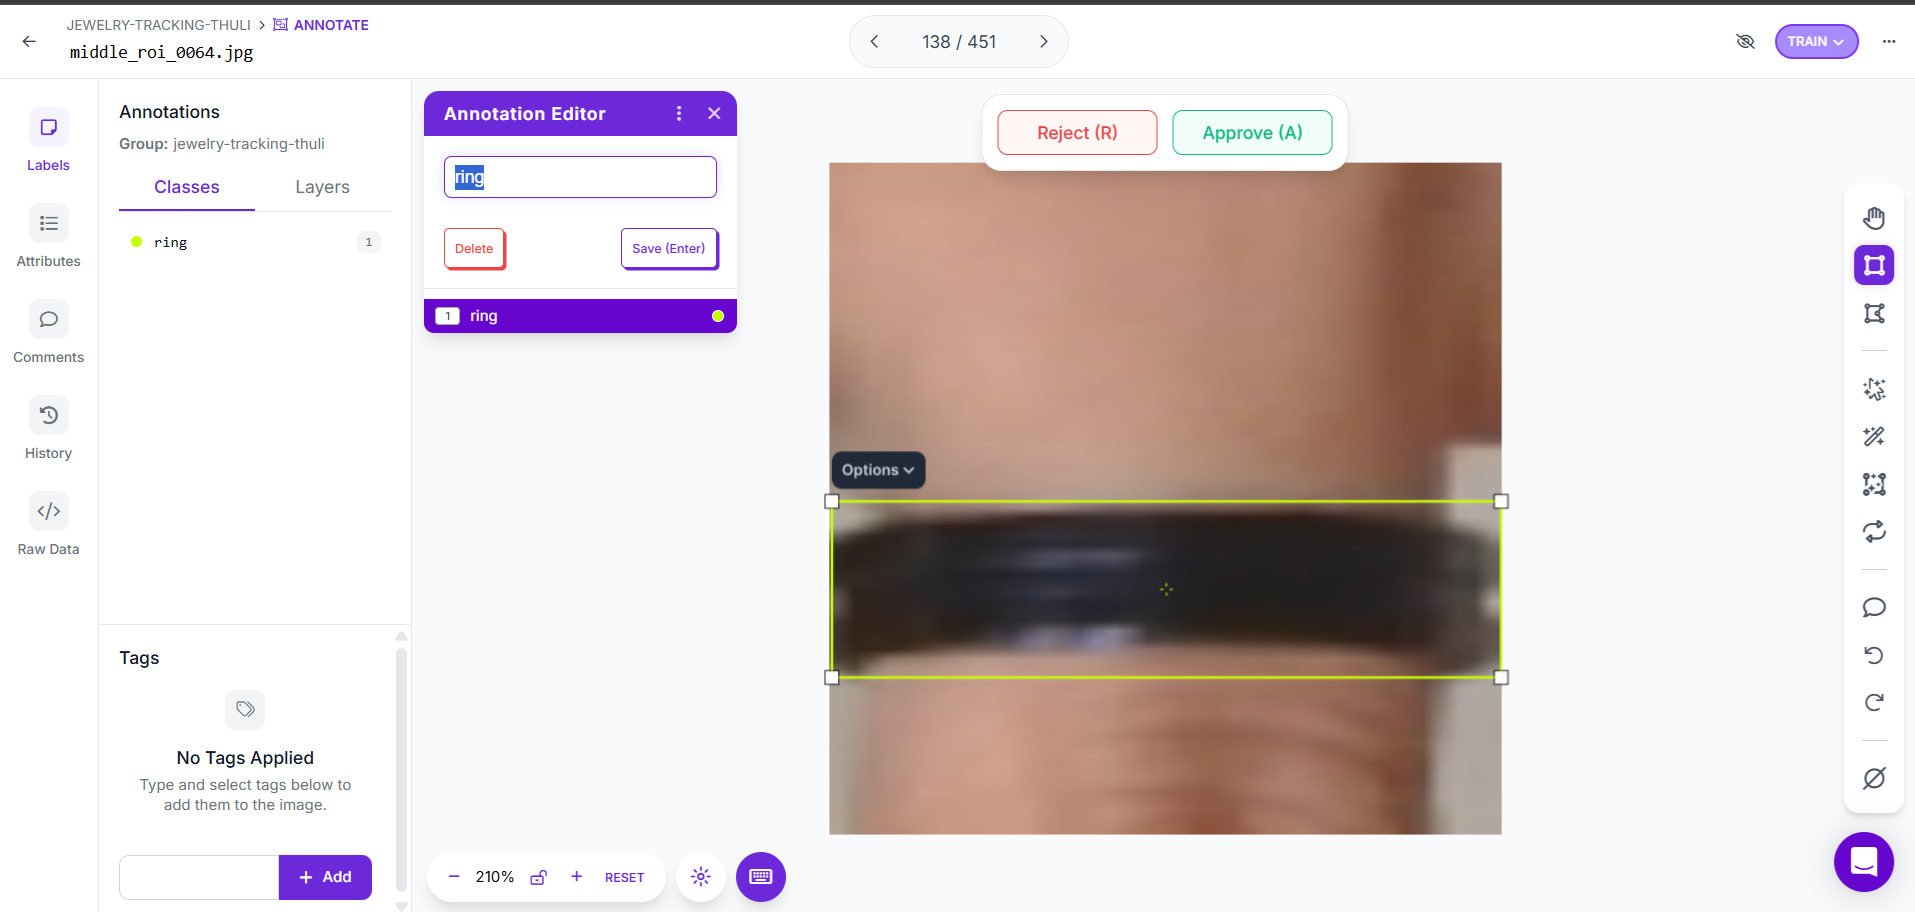 JEWELRY-TRACKING-THULI > ANNOTATE
middle_roi_0064.jpg
138 / 451
TRAIN
Labels
Attributes
Comments
History
Raw Data
Annotations
Group: jewelry-tracking-thuli
Classes
Layers
ring
1
Tags
No Tags Applied
Type and select tags below to
add them to the image.
+ Add
Annotation Editor
ring
Delete
Save (Enter)
1 ring
Reject (R)
Approve (A)
Options
210%
RESET